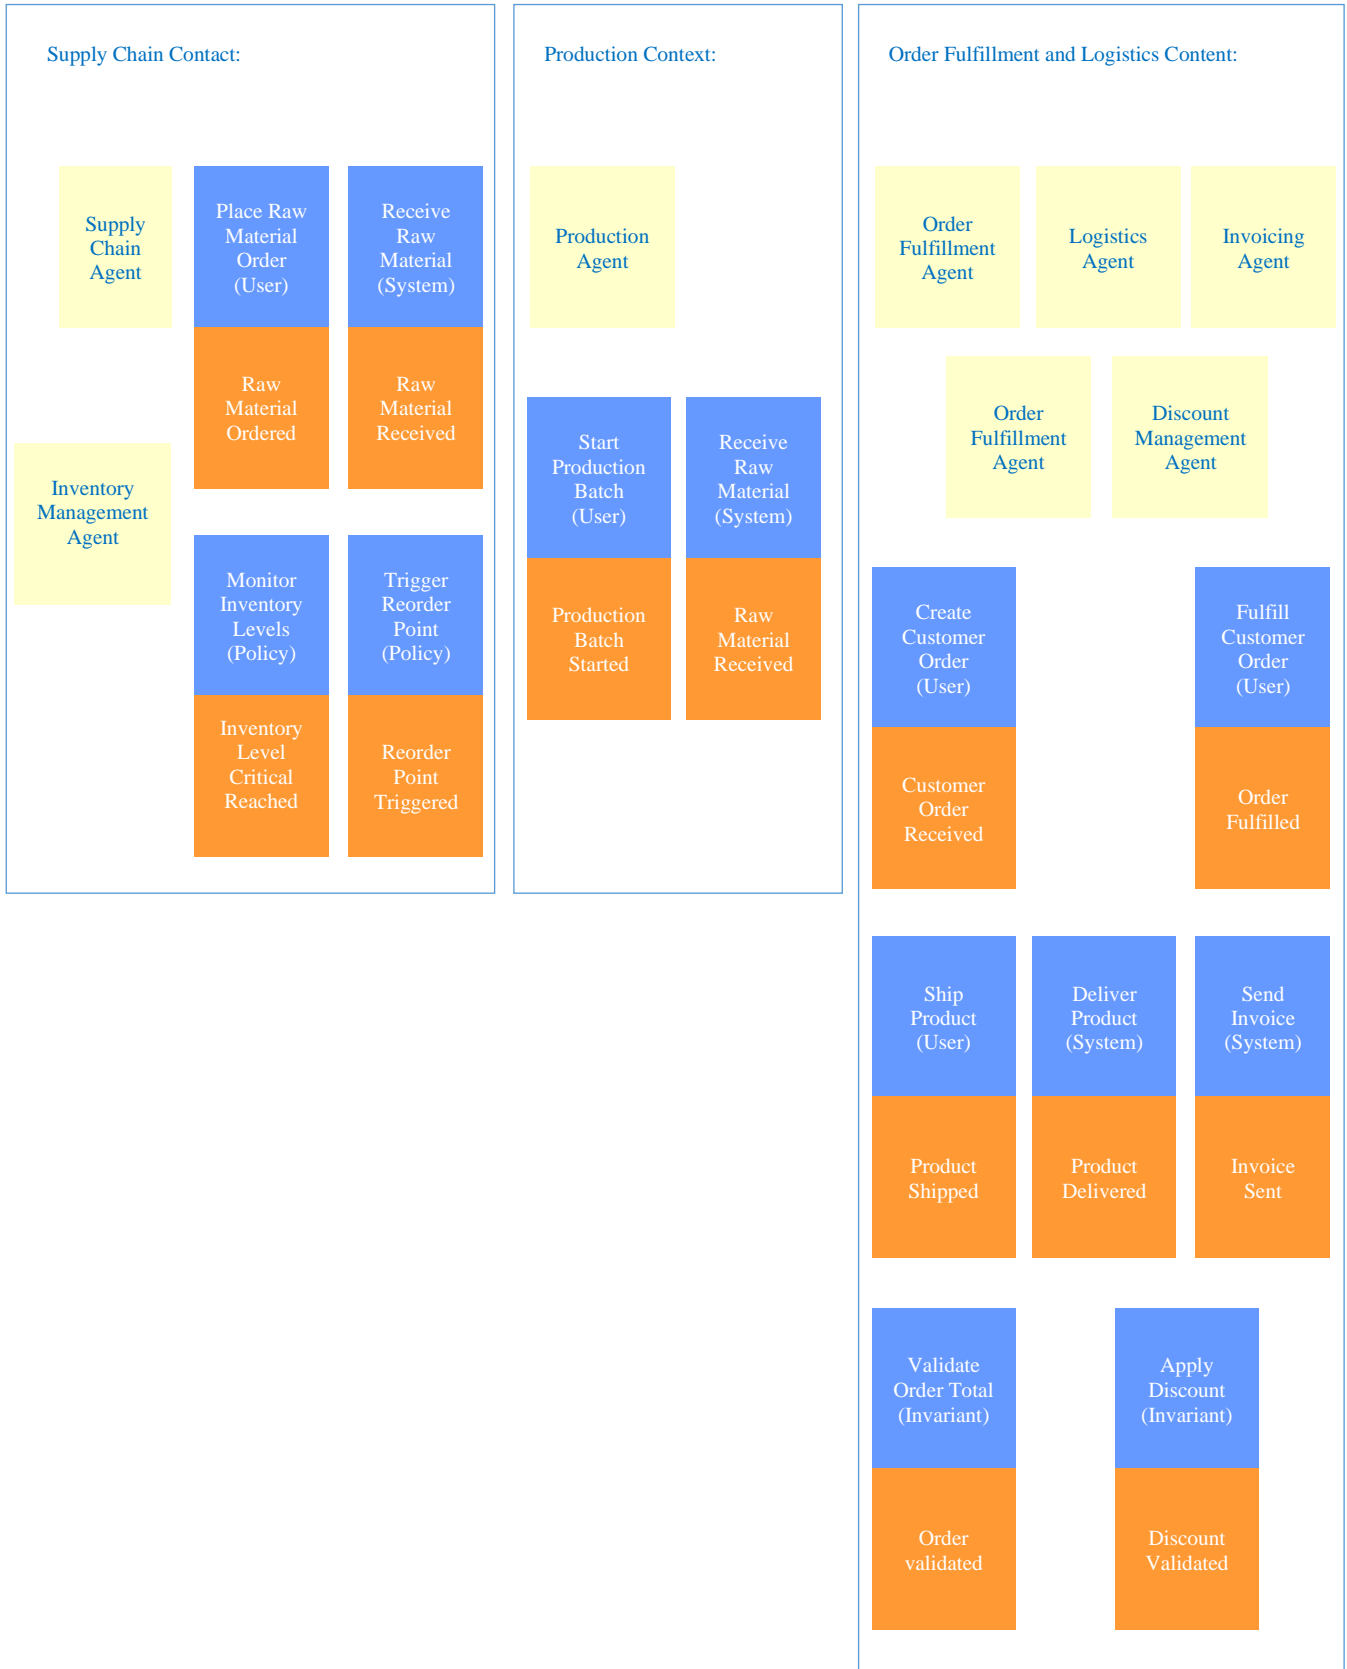 Supply Chain Contact:
Supply
Chain
Agent
Place Raw
Material
Order
(User)
Receive
Raw
Material
(System)
Raw
Material
Ordered
Raw
Material
Received
Inventory
Management
Agent
Monitor
Inventory
Levels
(Policy)
Trigger
Reorder
Point
(Policy)
Inventory
Level
Critical
Reached
Reorder
Point
Triggered
Production Context:
Production
Agent
Start
Production
Batch
(User)
Receive
Raw
Material
(System)
Production
Batch
Started
Raw
Material
Received
Order Fulfillment and Logistics Content:
Order
Fulfillment
Agent
Logistics
Agent
Invoicing
Agent
Order
Fulfillment
Agent
Discount
Management
Agent
Create
Customer
Order
(User)
Fulfill
Customer
Order
(User)
Customer
Order
Received
Order
Fulfilled
Ship
Product
(User)
Deliver
Product
(System)
Send
Invoice
(System)
Product
Shipped
Product
Delivered
Invoice
Sent
Validate
Order Total
(Invariant)
Apply
Discount
(Invariant)
Order
validated
Discount
Validated